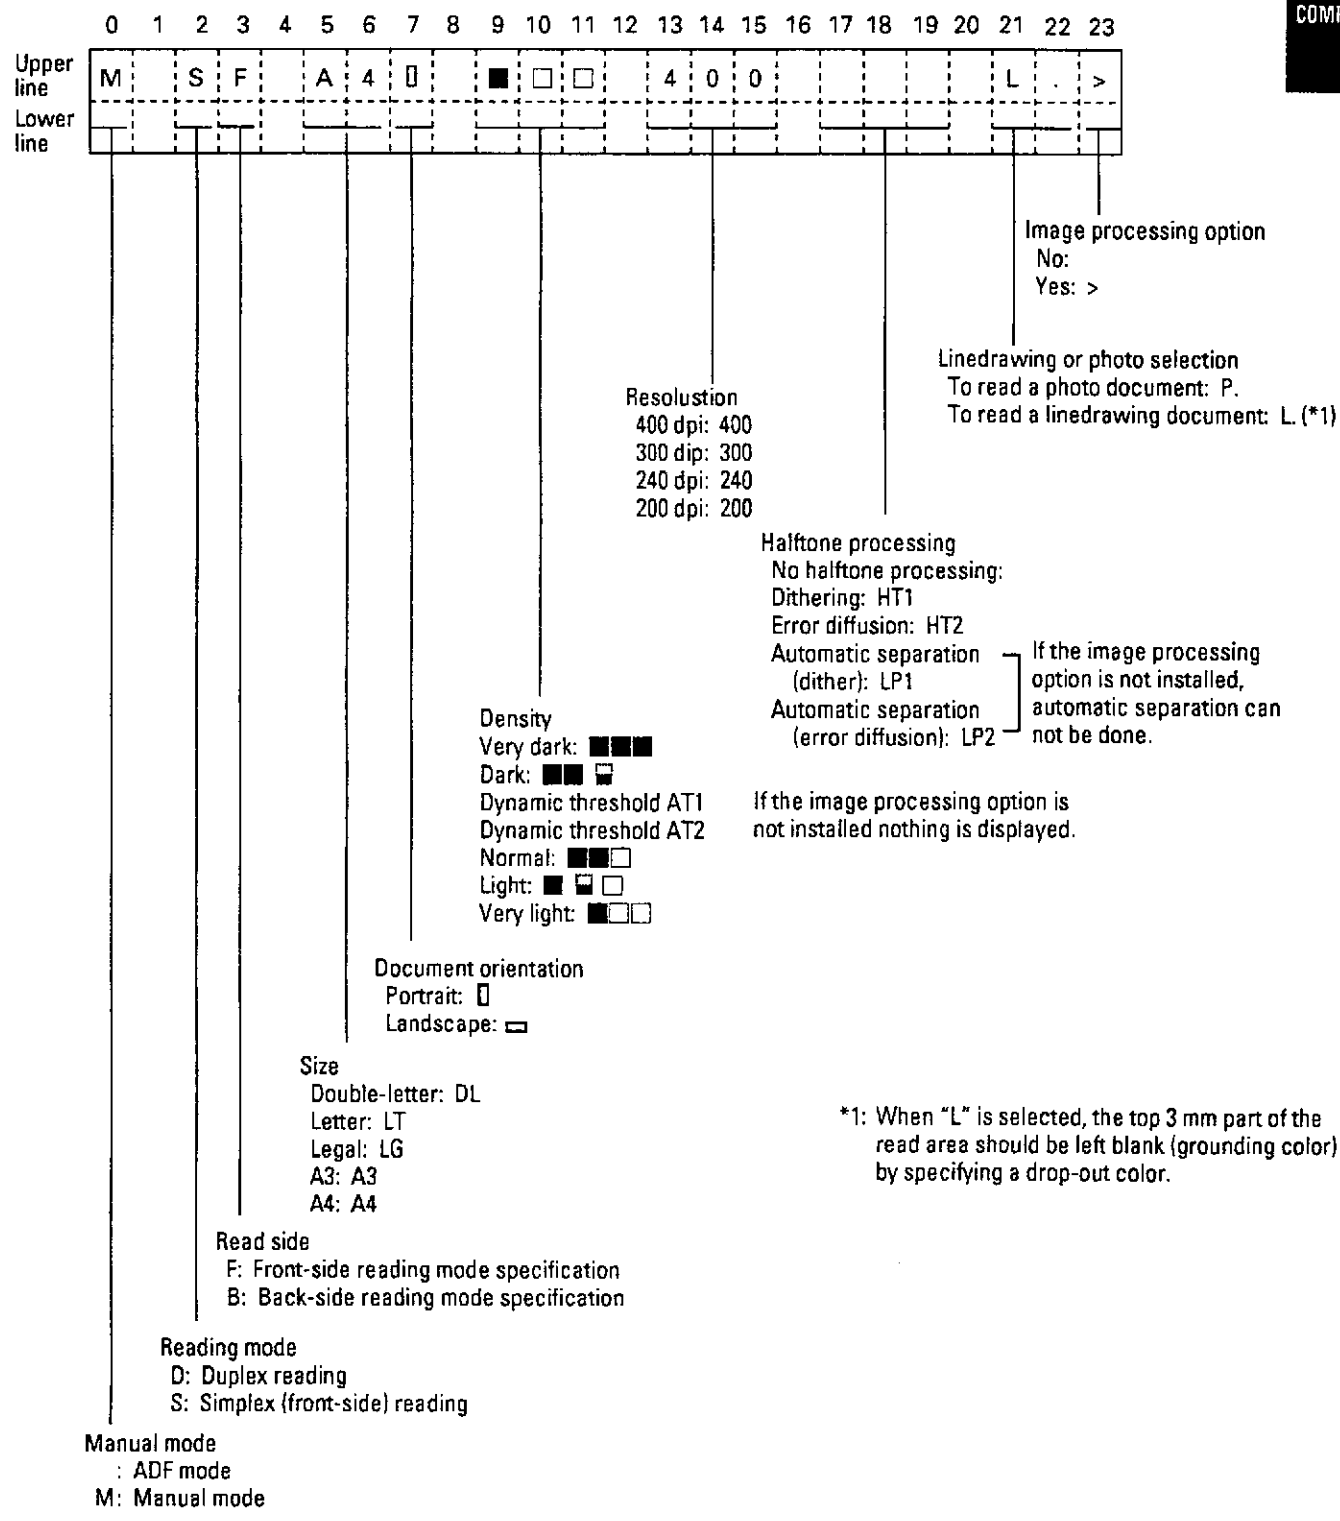 COM
0 1 2 3 4 5 6 7 8 9 10 11 12 13 14 15 16 17 18 19 20 21 22 23
Upper line
M S F A 4 ▯ ■ □ □ 4 0 0 L . >
Lower line
Image processing option
No:
Yes: >
Linedrawing or photo selection
To read a photo document: P.
To read a linedrawing document: L. (*1)
Resolustion
400 dpi: 400
300 dip: 300
240 dpi: 240
200 dpi: 200
Halftone processing
No halftone processing:
Dithering: HT1
Error diffusion: HT2
Automatic separation
(dither): LP1
Automatic separation
(error diffusion): LP2
If the image processing
option is not installed,
automatic separation can
not be done.
Density
Very dark: ■■■
Dark: ■■⬓
Dynamic threshold AT1
Dynamic threshold AT2
If the image processing option is
not installed nothing is displayed.
Normal: ■■□
Light: ■⬓□
Very light: ■□□
Document orientation
Portrait: ▯
Landscape: ▭
Size
Double-letter: DL
Letter: LT
Legal: LG
A3: A3
A4: A4
*1: When "L" is selected, the top 3 mm part of the
read area should be left blank (grounding color)
by specifying a drop-out color.
Read side
F: Front-side reading mode specification
B: Back-side reading mode specification
Reading mode
D: Duplex reading
S: Simplex (front-side) reading
Manual mode
: ADF mode
M: Manual mode